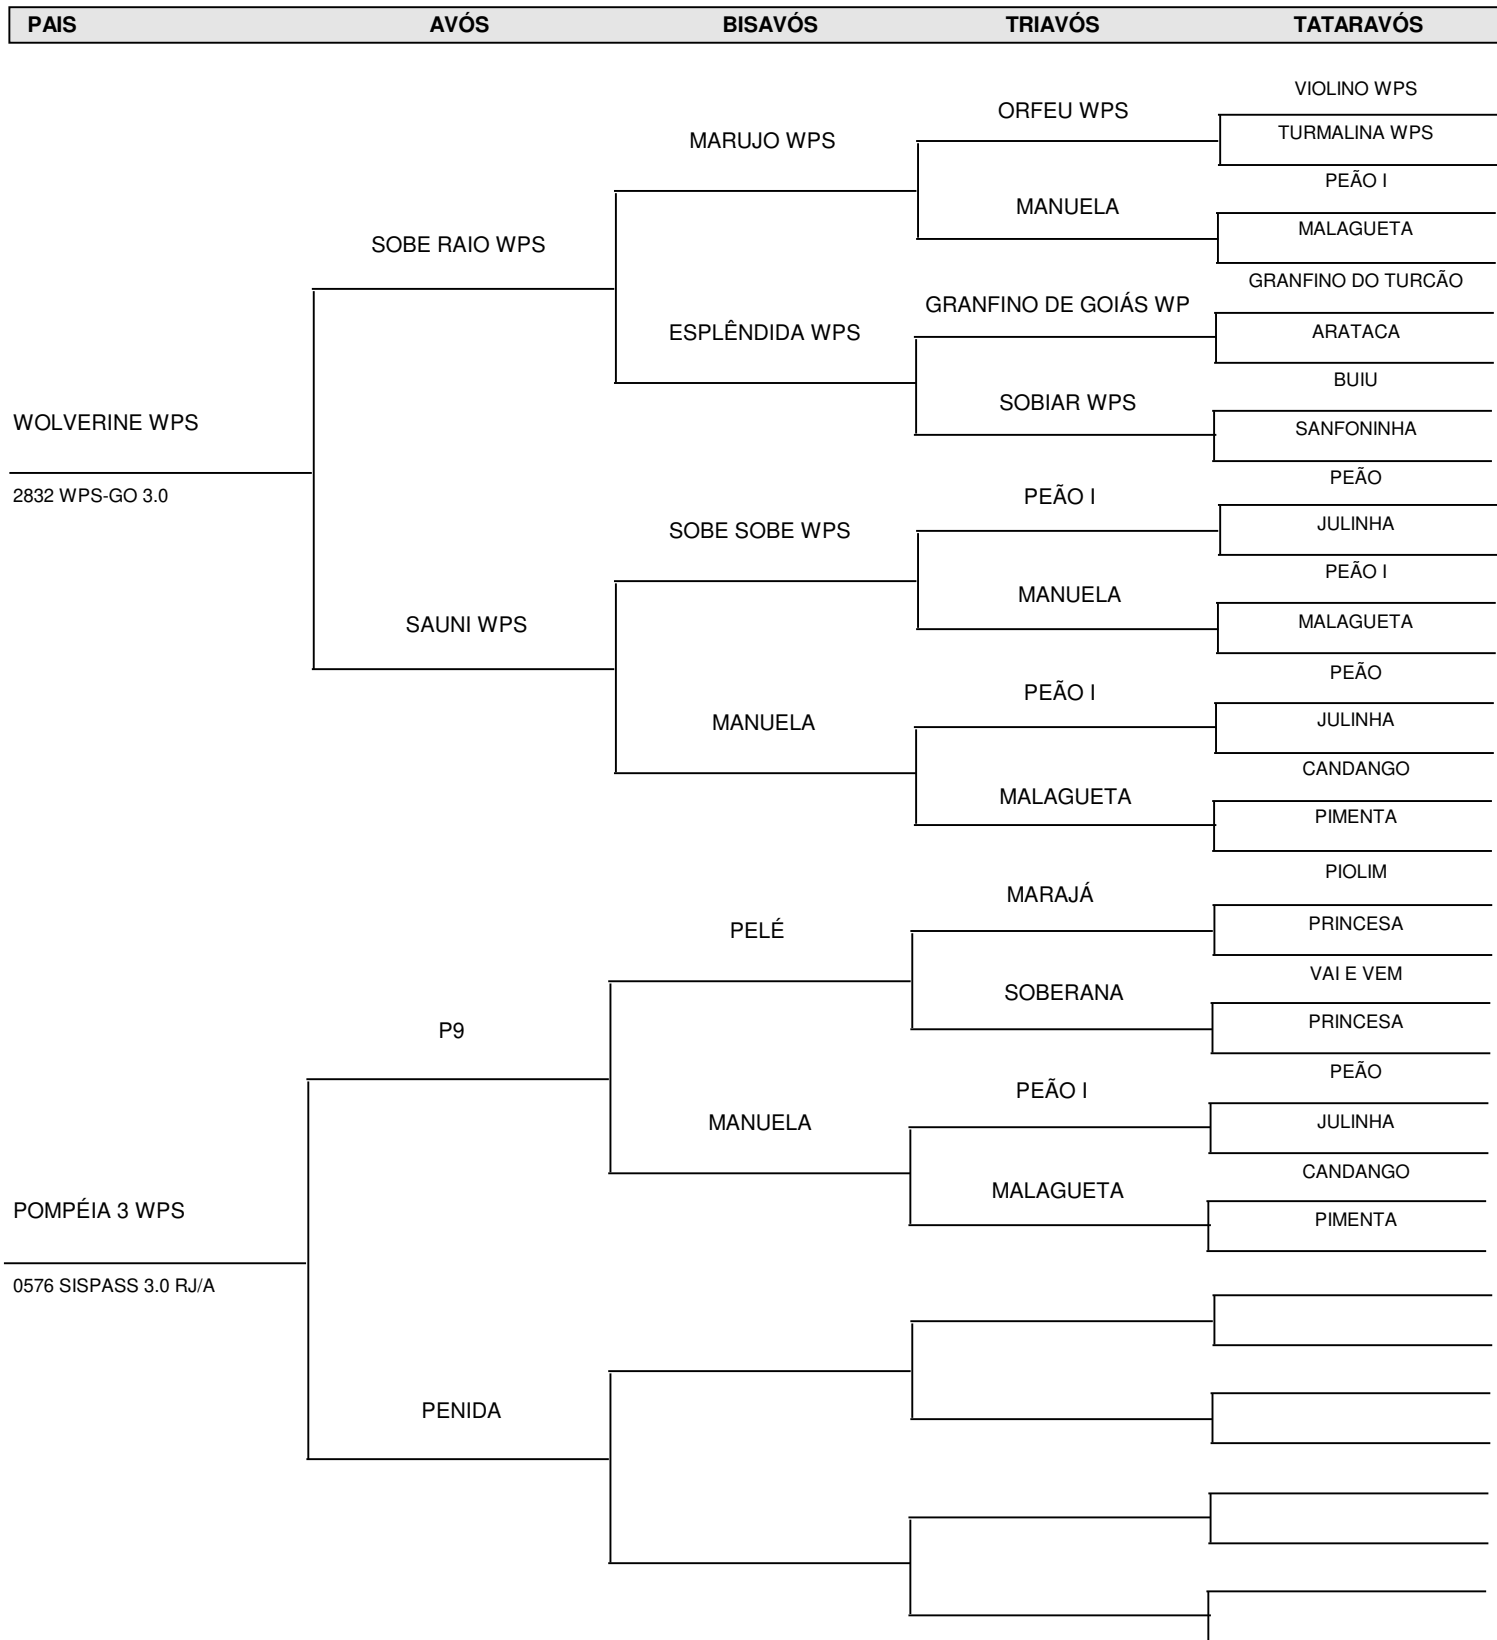 PAIS AVÓS BISAVÓS TRIAVÓS TATARAVÓS
VIOLINO WPS
ORFEU WPS
TURMALINA WPS
MARUJO WPS
PEÃO I
MANUELA
MALAGUETA
SOBE RAIO WPS
GRANFINO DO TURCÃO
GRANFINO DE GOIÁS WP
ESPLÊNDIDA WPS
ARATACA
BUIU
SOBIAR WPS
WOLVERINE WPS
SANFONINHA
PEÃO
2832 WPS-GO 3.0
PEÃO I
JULINHA
SOBE SOBE WPS
PEÃO I
MANUELA
SAUNI WPS
MALAGUETA
PEÃO
PEÃO I
MANUELA
JULINHA
CANDANGO
MALAGUETA
PIMENTA
PIOLIM
MARAJÁ
PELÉ
PRINCESA
VAI E VEM
SOBERANA
P9
PRINCESA
PEÃO
PEÃO I
MANUELA
JULINHA
CANDANGO
MALAGUETA
POMPÉIA 3 WPS
PIMENTA
0576 SISPASS 3.0 RJ/A
PENIDA